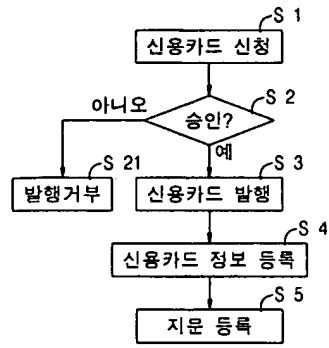 S 1
신용카드 신청
S 2
승인?
아니오
예
S 21
발행거부
S 3
신용카드 발행
S 4
신용카드 정보 등록
S 5
지문 등록